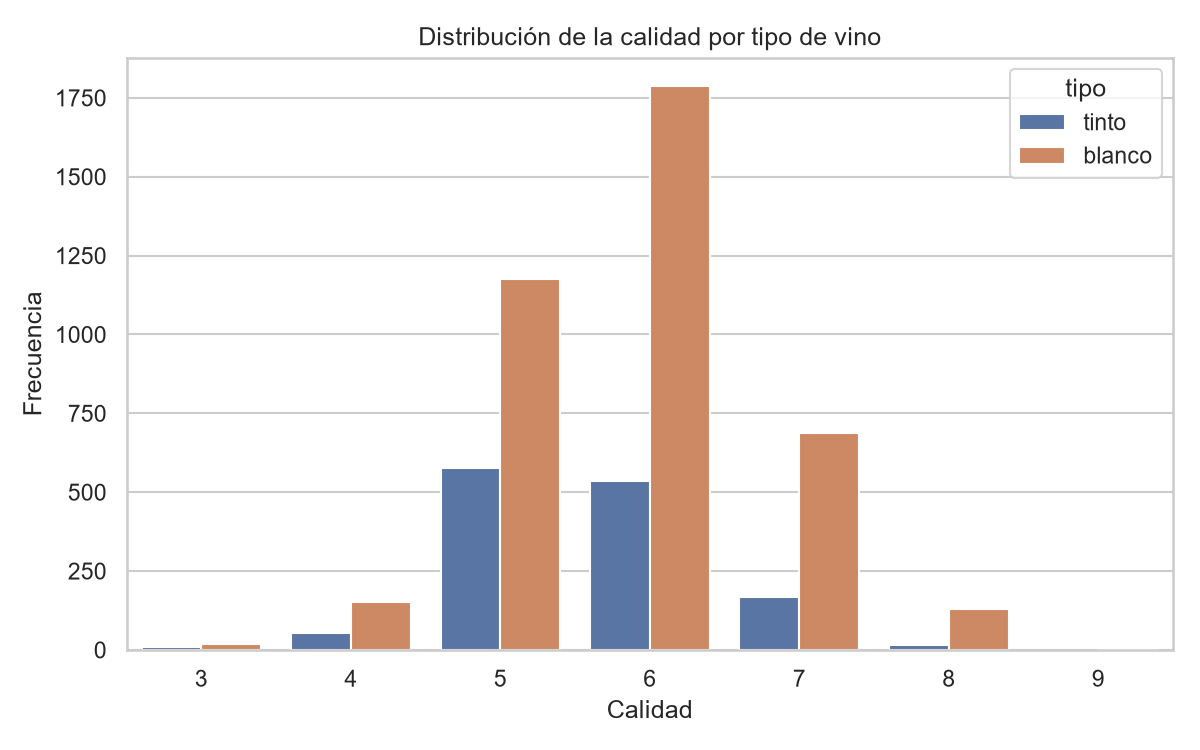 Distribución de la calidad por tipo de vino
tipo
tinto
blanco
Frecuencia
1750
1500
1250
1000
750
500
250
0
3 4 5 6 7 8 9
Calidad